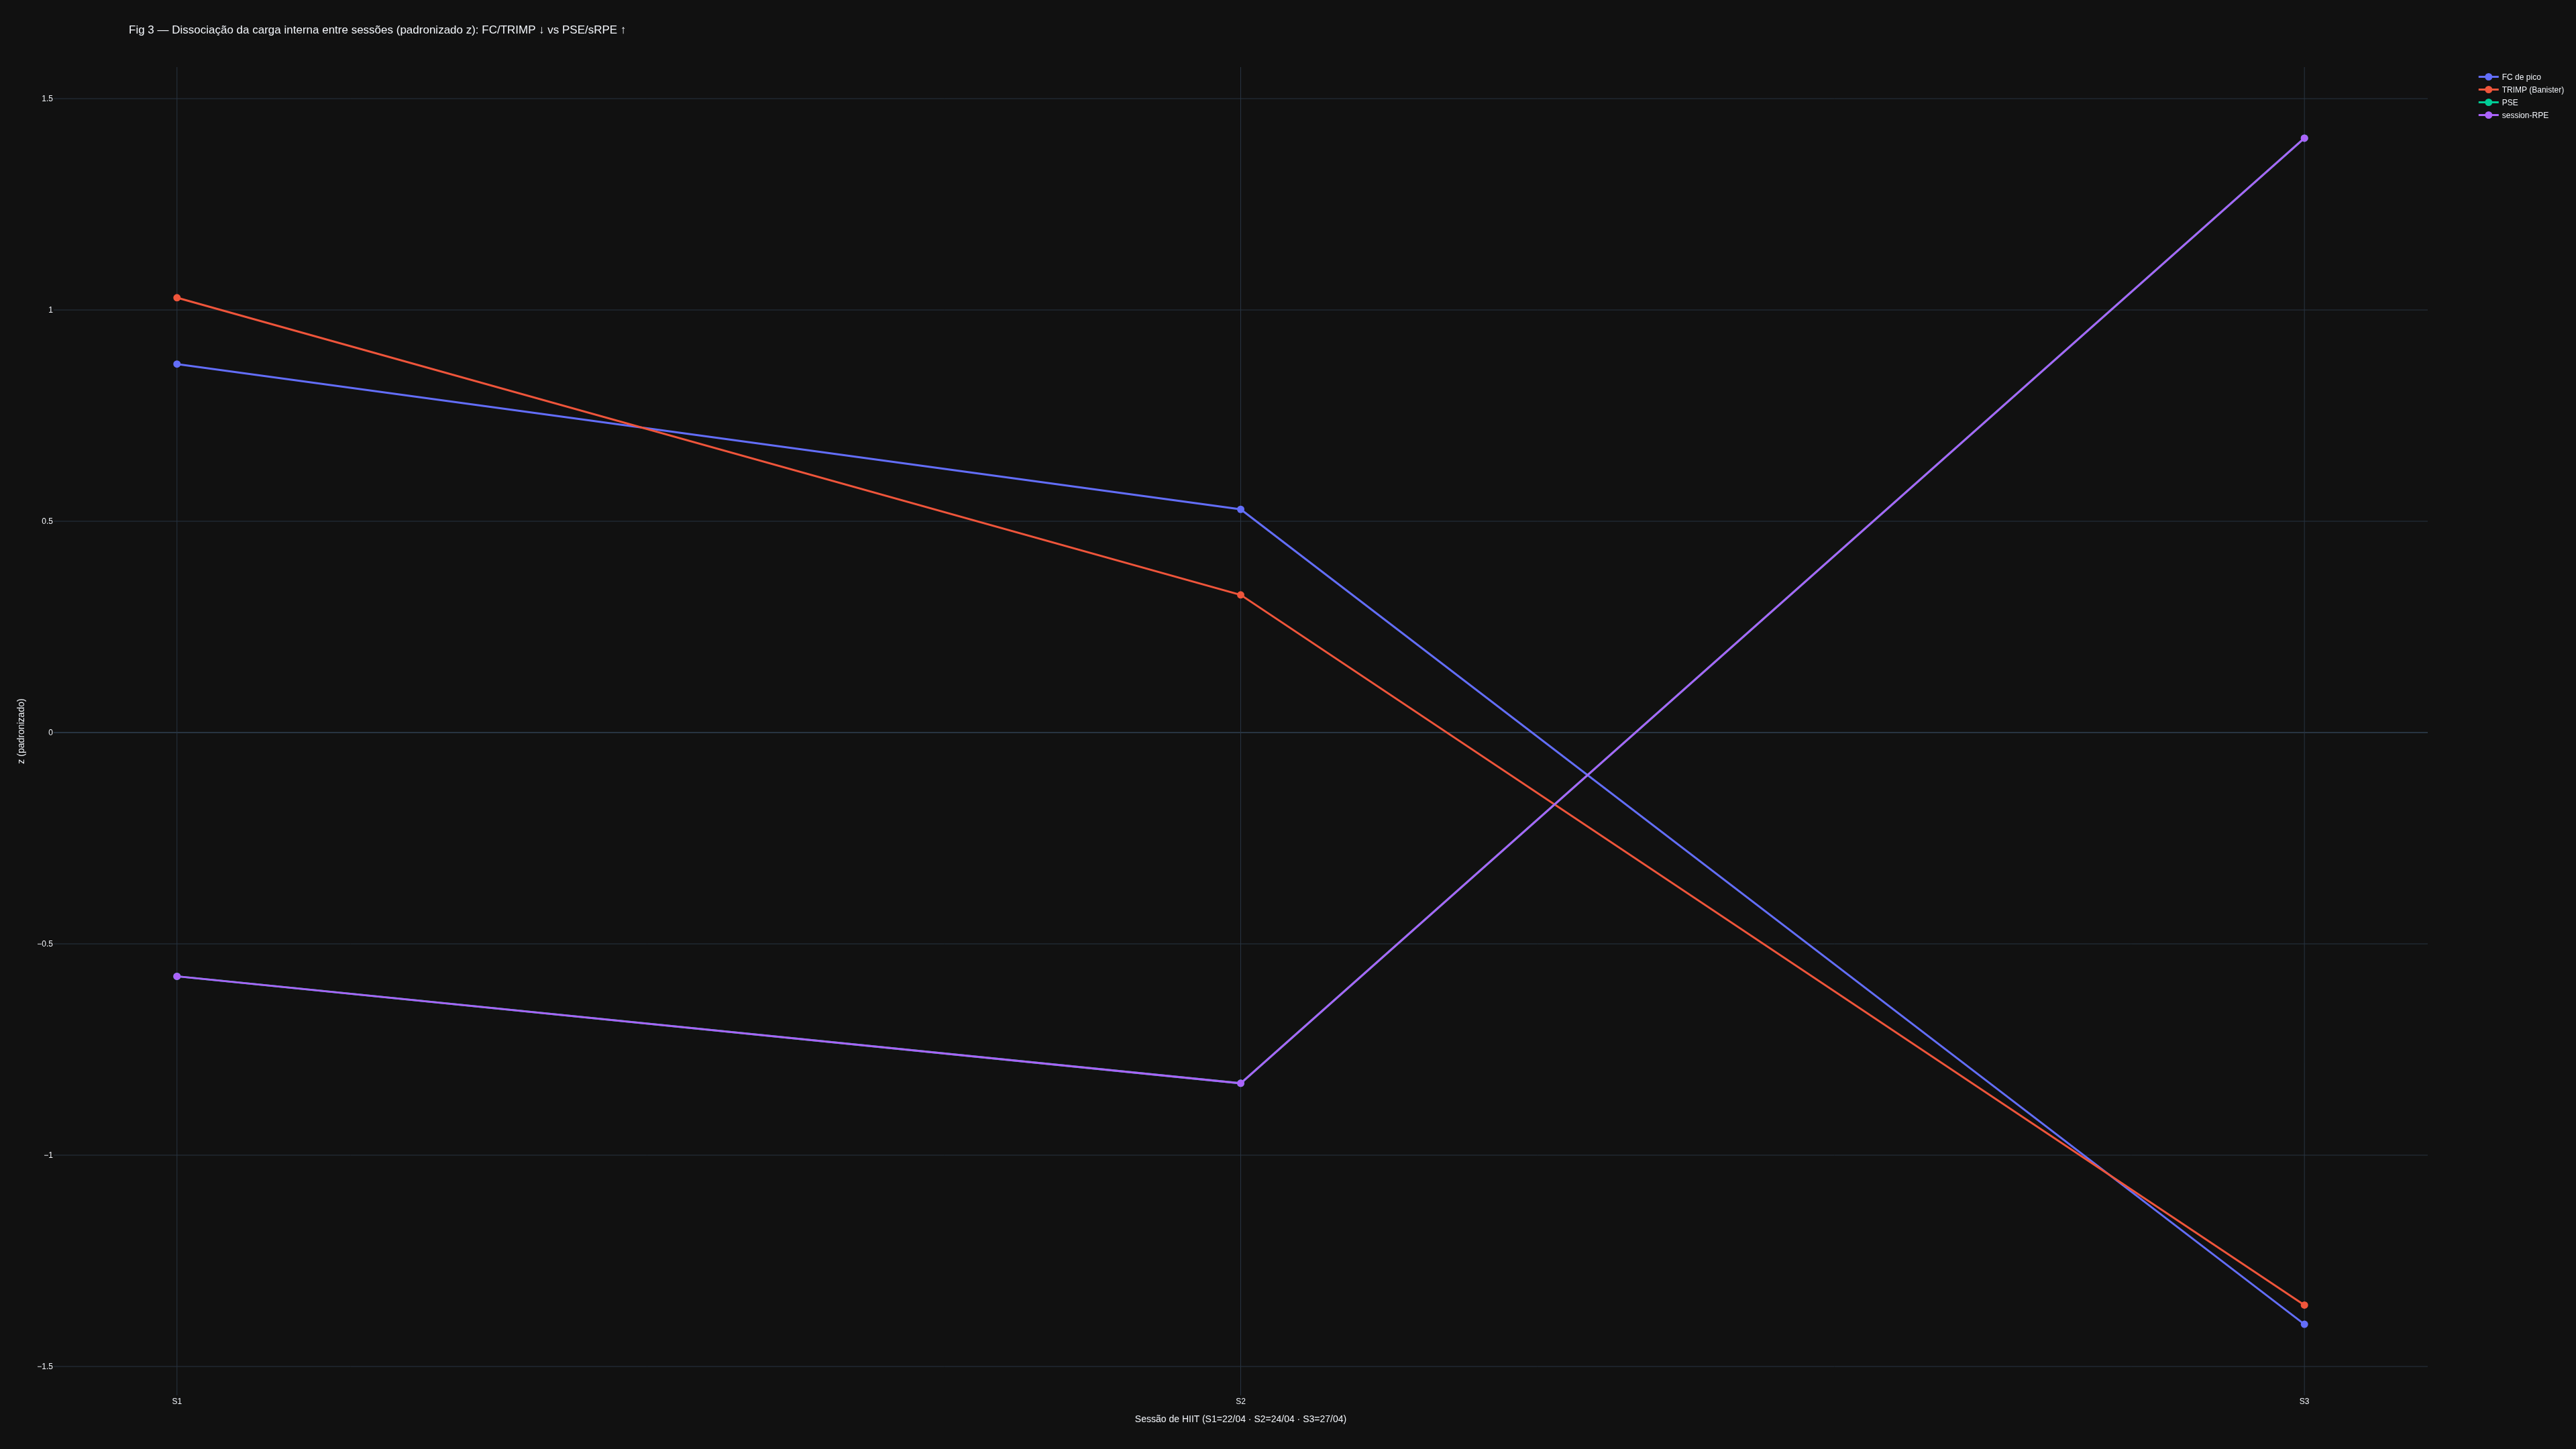 Fig 3 — Dissociação da carga interna entre sessões (padronizado z): FC/TRIMP ↓ vs PSE/sRPE ↑
FC de pico
TRIMP (Banister)
PSE
session-RPE
1.5
1
0.5
0
−0.5
−1
−1.5
z (padronizado)
S1
S2
S3
Sessão de HIIT (S1=22/04 · S2=24/04 · S3=27/04)